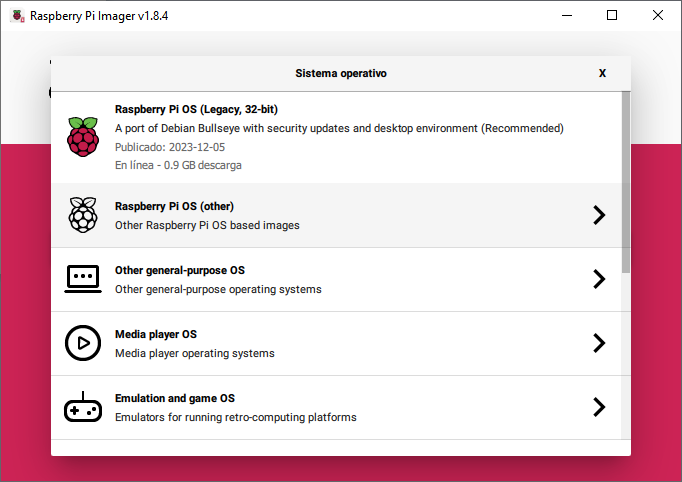 Raspberry Pi Imager v1.8.4
Sistema operativo
X
Raspberry Pi OS (Legacy, 32-bit)
A port of Debian Bullseye with security updates and desktop environment (Recommended)
Publicado: 2023-12-05
En línea - 0.9 GB descarga
Raspberry Pi OS (other)
Other Raspberry Pi OS based images
Other general-purpose OS
Other general-purpose operating systems
Media player OS
Media player operating systems
Emulation and game OS
Emulators for running retro-computing platforms